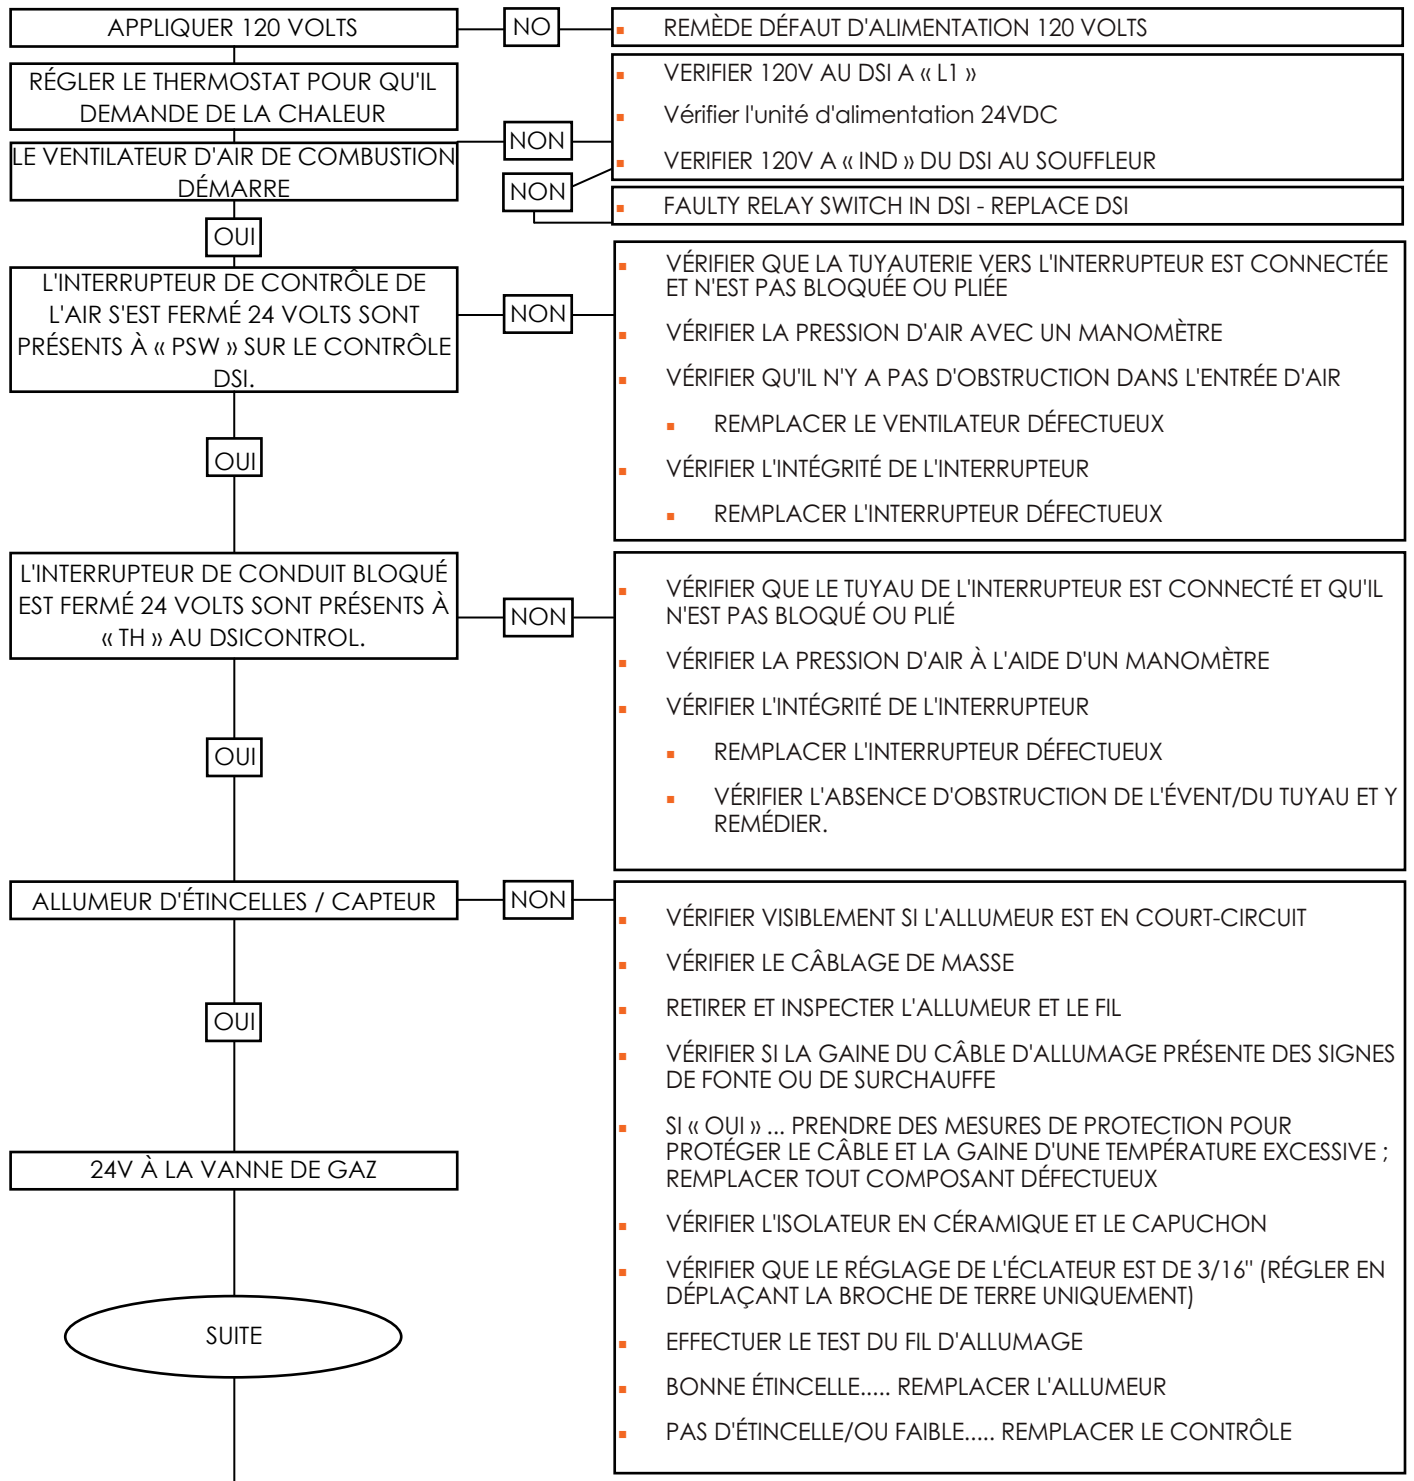 APPLIQUER 120 VOLTS
NO
▪ REMÈDE DÉFAUT D'ALIMENTATION 120 VOLTS
RÉGLER LE THERMOSTAT POUR QU'IL
DEMANDE DE LA CHALEUR
LE VENTILATEUR D'AIR DE COMBUSTION
DÉMARRE
NON
▪ VERIFIER 120V AU DSI A « L1 »
▪ Vérifier l'unité d'alimentation 24VDC
▪ VERIFIER 120V A « IND » DU DSI AU SOUFFLEUR
NON
▪ FAULTY RELAY SWITCH IN DSI - REPLACE DSI
OUI
L'INTERRUPTEUR DE CONTRÔLE DE
L'AIR S'EST FERMÉ 24 VOLTS SONT
PRÉSENTS À « PSW » SUR LE CONTRÔLE
DSI.
NON
▪ VÉRIFIER QUE LA TUYAUTERIE VERS L'INTERRUPTEUR EST CONNECTÉE
ET N'EST PAS BLOQUÉE OU PLIÉE
▪ VÉRIFIER LA PRESSION D'AIR AVEC UN MANOMÈTRE
▪ VÉRIFIER QU'IL N'Y A PAS D'OBSTRUCTION DANS L'ENTRÉE D'AIR
▪ REMPLACER LE VENTILATEUR DÉFECTUEUX
▪ VÉRIFIER L'INTÉGRITÉ DE L'INTERRUPTEUR
▪ REMPLACER L'INTERRUPTEUR DÉFECTUEUX
OUI
L'INTERRUPTEUR DE CONDUIT BLOQUÉ
EST FERMÉ 24 VOLTS SONT PRÉSENTS À
« TH » AU DSICONTROL.
NON
▪ VÉRIFIER QUE LE TUYAU DE L'INTERRUPTEUR EST CONNECTÉ ET QU'IL
N'EST PAS BLOQUÉ OU PLIÉ
▪ VÉRIFIER LA PRESSION D'AIR À L'AIDE D'UN MANOMÈTRE
▪ VÉRIFIER L'INTÉGRITÉ DE L'INTERRUPTEUR
▪ REMPLACER L'INTERRUPTEUR DÉFECTUEUX
▪ VÉRIFIER L'ABSENCE D'OBSTRUCTION DE L'ÉVENT/DU TUYAU ET Y
REMÉDIER.
OUI
ALLUMEUR D'ÉTINCELLES / CAPTEUR
NON
▪ VÉRIFIER VISIBLEMENT SI L'ALLUMEUR EST EN COURT-CIRCUIT
▪ VÉRIFIER LE CÂBLAGE DE MASSE
▪ RETIRER ET INSPECTER L'ALLUMEUR ET LE FIL
▪ VÉRIFIER SI LA GAINE DU CÂBLE D'ALLUMAGE PRÉSENTE DES SIGNES
DE FONTE OU DE SURCHAUFFE
▪ SI « OUI » ... PRENDRE DES MESURES DE PROTECTION POUR
PROTÉGER LE CÂBLE ET LA GAINE D'UNE TEMPÉRATURE EXCESSIVE ;
REMPLACER TOUT COMPOSANT DÉFECTUEUX
▪ VÉRIFIER L'ISOLATEUR EN CÉRAMIQUE ET LE CAPUCHON
▪ VÉRIFIER QUE LE RÉGLAGE DE L'ÉCLATEUR EST DE 3/16" (RÉGLER EN
DÉPLAÇANT LA BROCHE DE TERRE UNIQUEMENT)
▪ EFFECTUER LE TEST DU FIL D'ALLUMAGE
▪ BONNE ÉTINCELLE..... REMPLACER L'ALLUMEUR
▪ PAS D'ÉTINCELLE/OU FAIBLE..... REMPLACER LE CONTRÔLE
OUI
24V À LA VANNE DE GAZ
SUITE